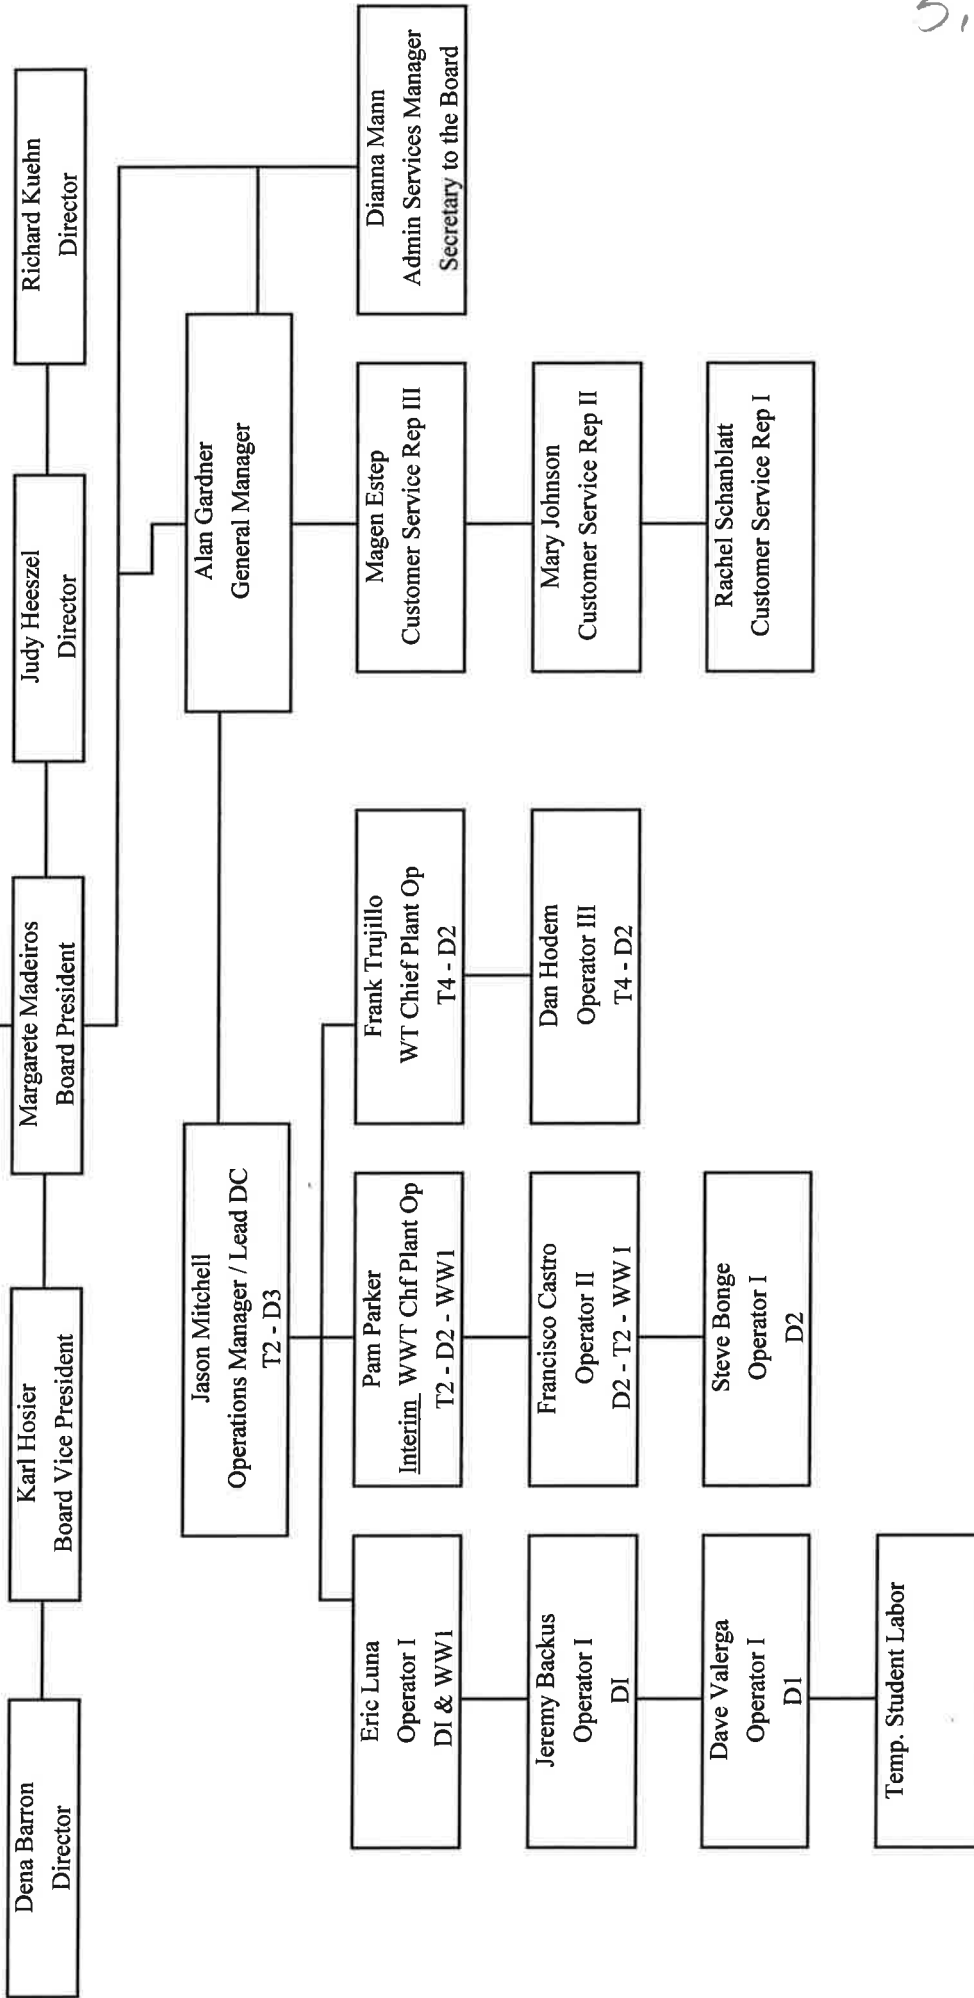 Dena Barron
Director
Karl Hosier
Board Vice President
Margarete Madeiros
Board President
Judy Heeszel
Director
Richard Kuehn
Director
Jason Mitchell
Operations Manager / Lead DC
T2 - D3
Alan Gardner
General Manager
Eric Luna
Operator I
DI & WW1
Pam Parker
Interim WWT Chf Plant Op
T2 - D2 - WW1
Frank Trujillo
WT Chief Plant Op
T4 - D2
Magen Estep
Customer Service Rep III
Dianna Mann
Admin Services Manager
Secretary to the Board
Jeremy Backus
Operator I
DI
Francisco Castro
Operator II
D2 - T2 - WW I
Dan Hodem
Operator III
T4 - D2
Mary Johnson
Customer Service Rep II
Dave Valerga
Operator I
D1
Steve Bonge
Operator I
D2
Rachel Schanblatt
Customer Service Rep I
Temp. Student Labor